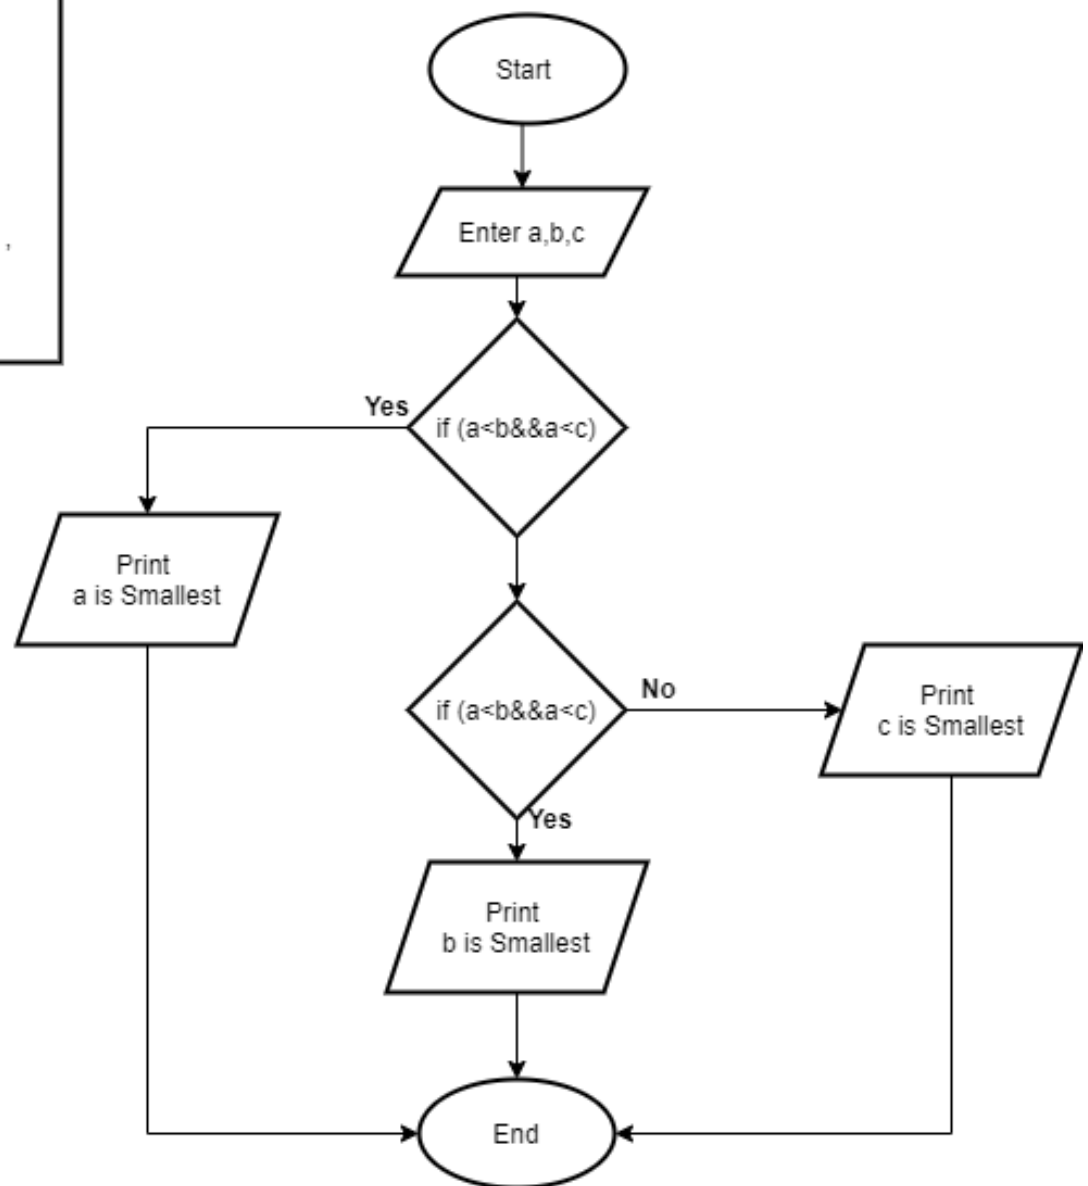 Start
,
Enter a,b,c
Yes
if (a<b&&a<c)
Print
a is Smallest
if (a<b&&a<c)
No
Print
c is Smallest
Yes
Print
b is Smallest
End